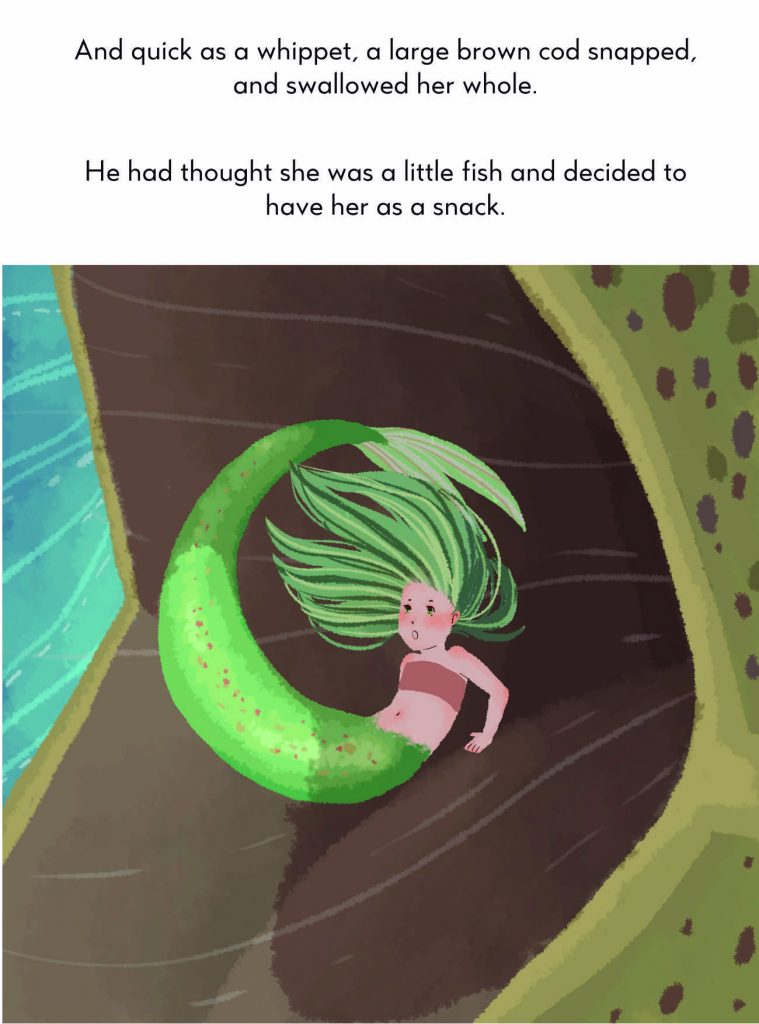 And quick as a whippet, a large brown cod snapped,
and swallowed her whole.
He had thought she was a little fish and decided to
have her as a snack.